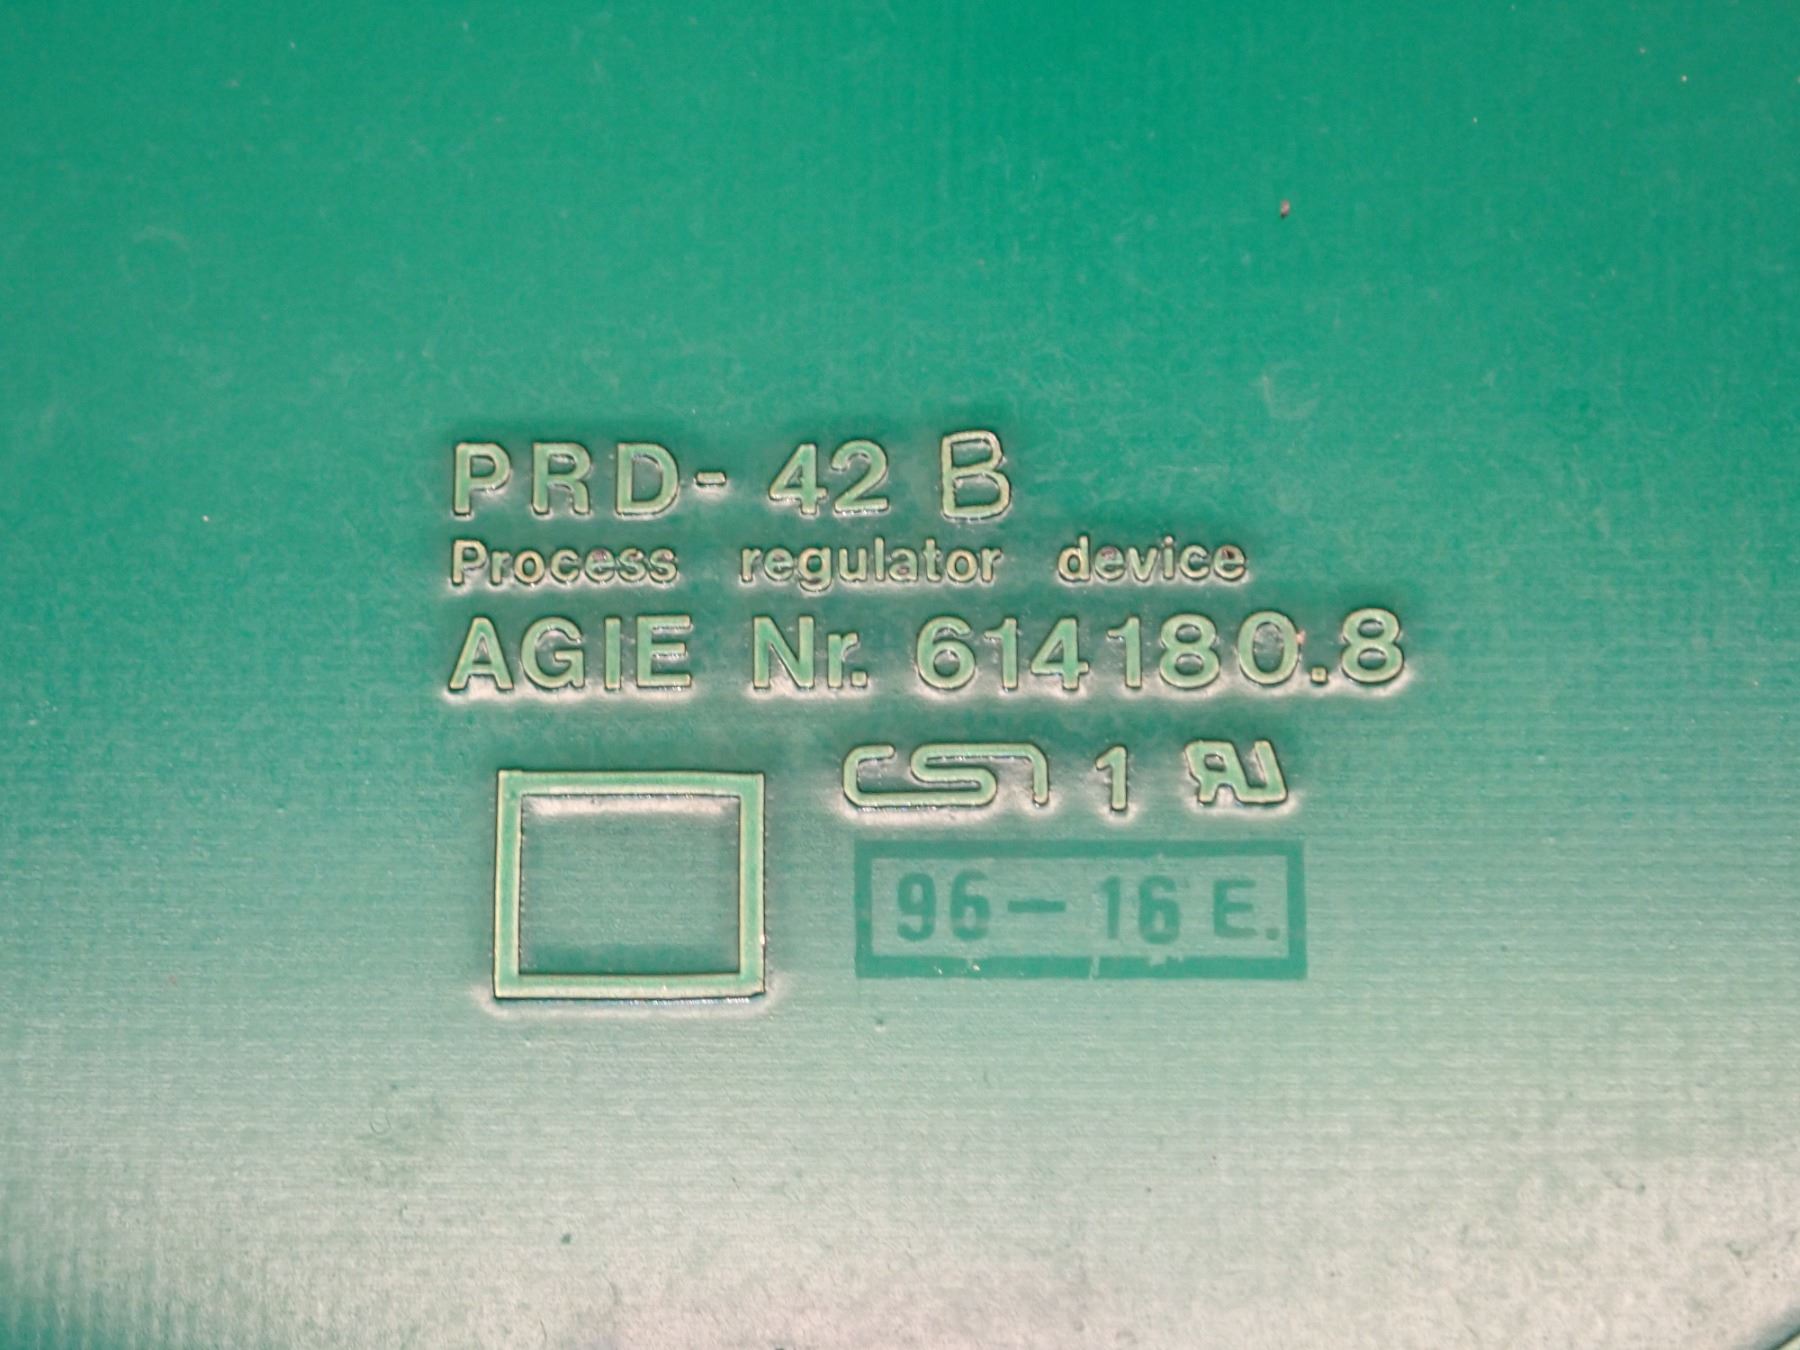 PRD-42 B
Process regulator device
AGIE Nr. 614180.8
1
96-16 E.